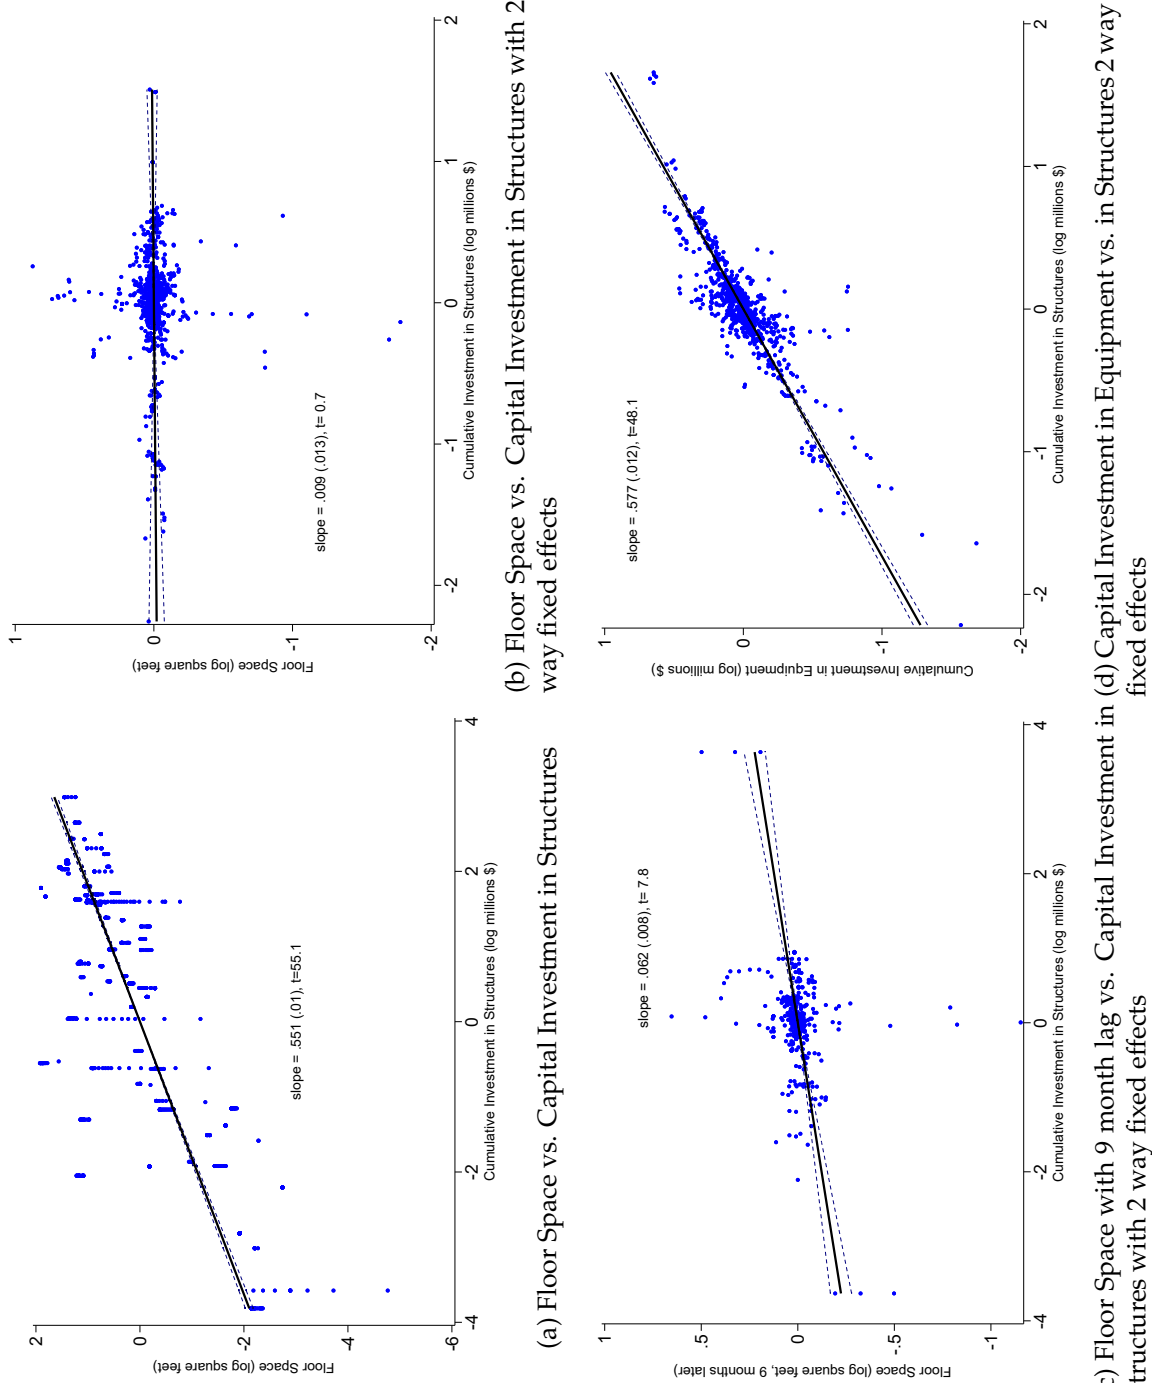 2
0
-2
-4
-6
Floor Space (log square feet)
slope = .551 (.01), t=55.1
-4
-2
0
2
4
Cumulative Investment in Structures (log millions $)
(a) Floor Space vs. Capital Investment in Structures
1
0
-1
-2
Floor Space (log square feet)
slope = .009 (.013), t= 0.7
-2
-1
0
1
2
Cumulative Investment in Structures (log millions $)
(b) Floor Space vs. Capital Investment in Structures with 2
way fixed effects
1
.5
0
-.5
-1
Floor Space (log square feet, 9 months later)
slope = .062 (.008), t= 7.8
-4
-2
0
2
4
Cumulative Investment in Structures (log millions $)
c) Floor Space with 9 month lag vs. Capital Investment in
tructures with 2 way fixed effects
1
0
-1
-2
Cumulative Investment in Equipment (log millions $)
slope = .577 (.012), t=48.1
-2
-1
0
1
2
Cumulative Investment in Structures (log millions $)
(d) Capital Investment in Equipment vs. in Structures 2 way
fixed effects